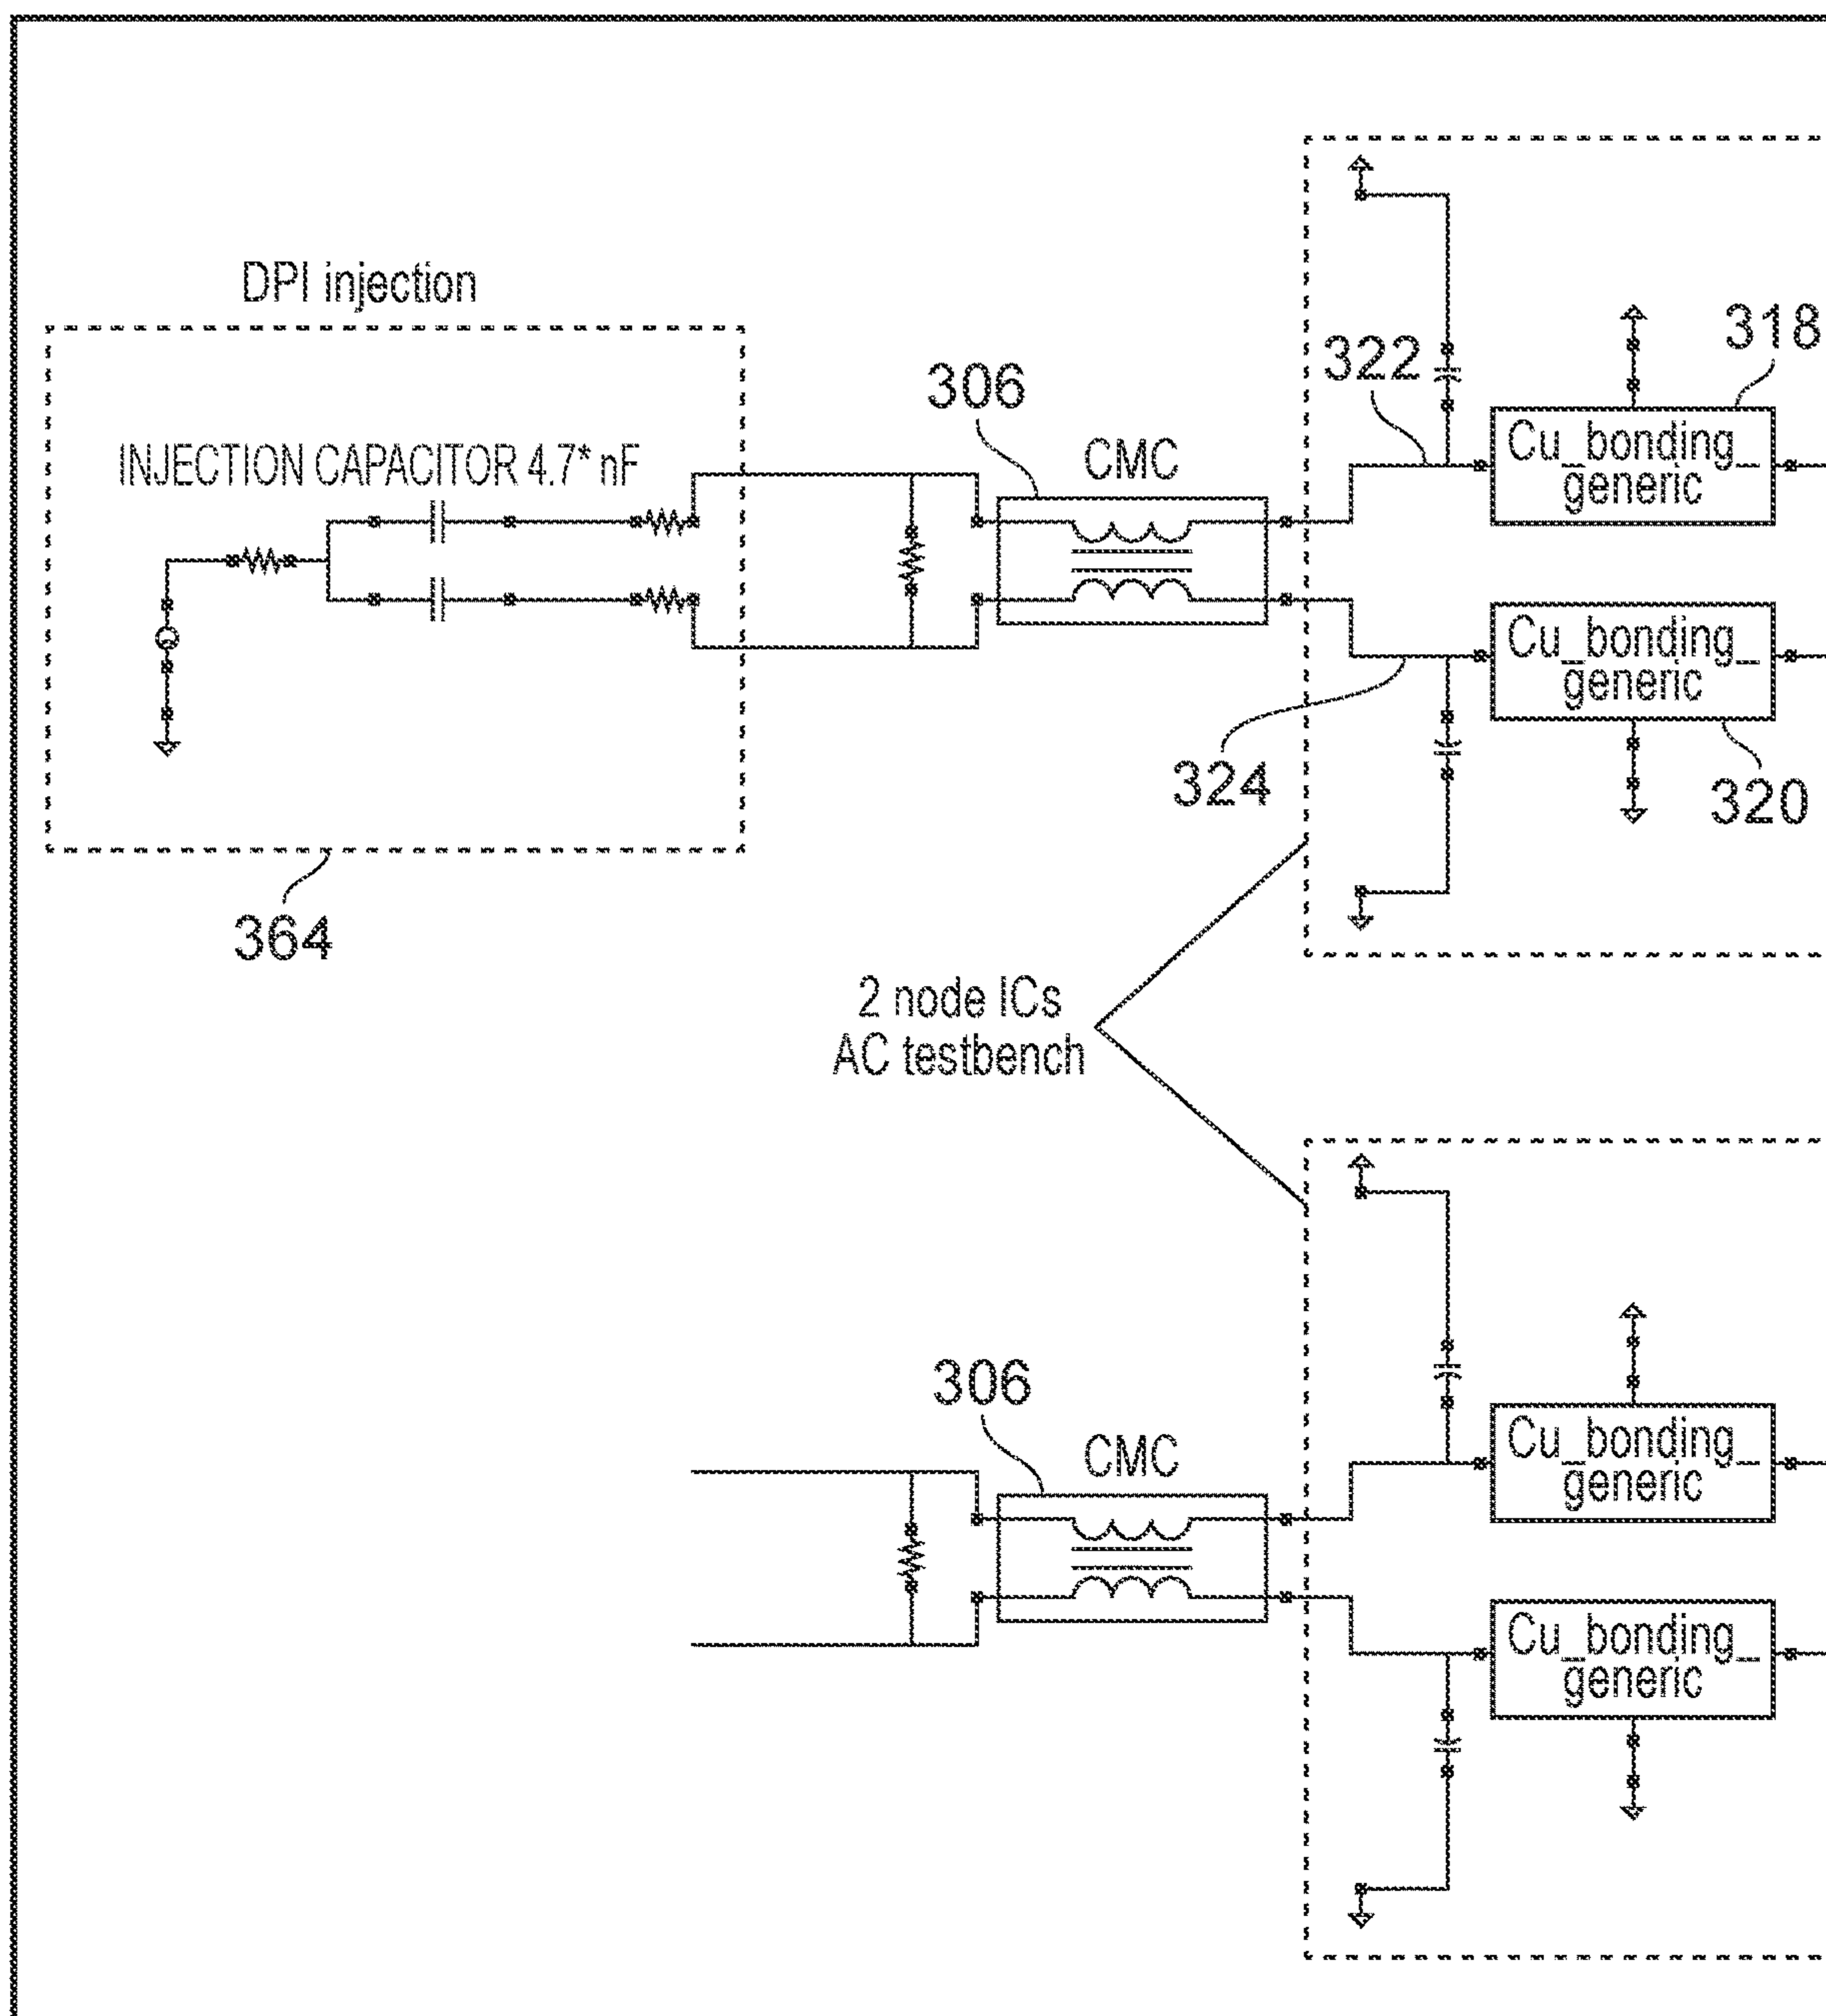 DPI injection
318
322
306
CMC
Cu_bonding_
generic
INJECTION CAPACITOR 4.7* nF
Cu_bonding_
generic
324
320
364
2 node ICs
AC testbench
306
CMC
Cu_bonding_
generic
Cu_bonding_
generic